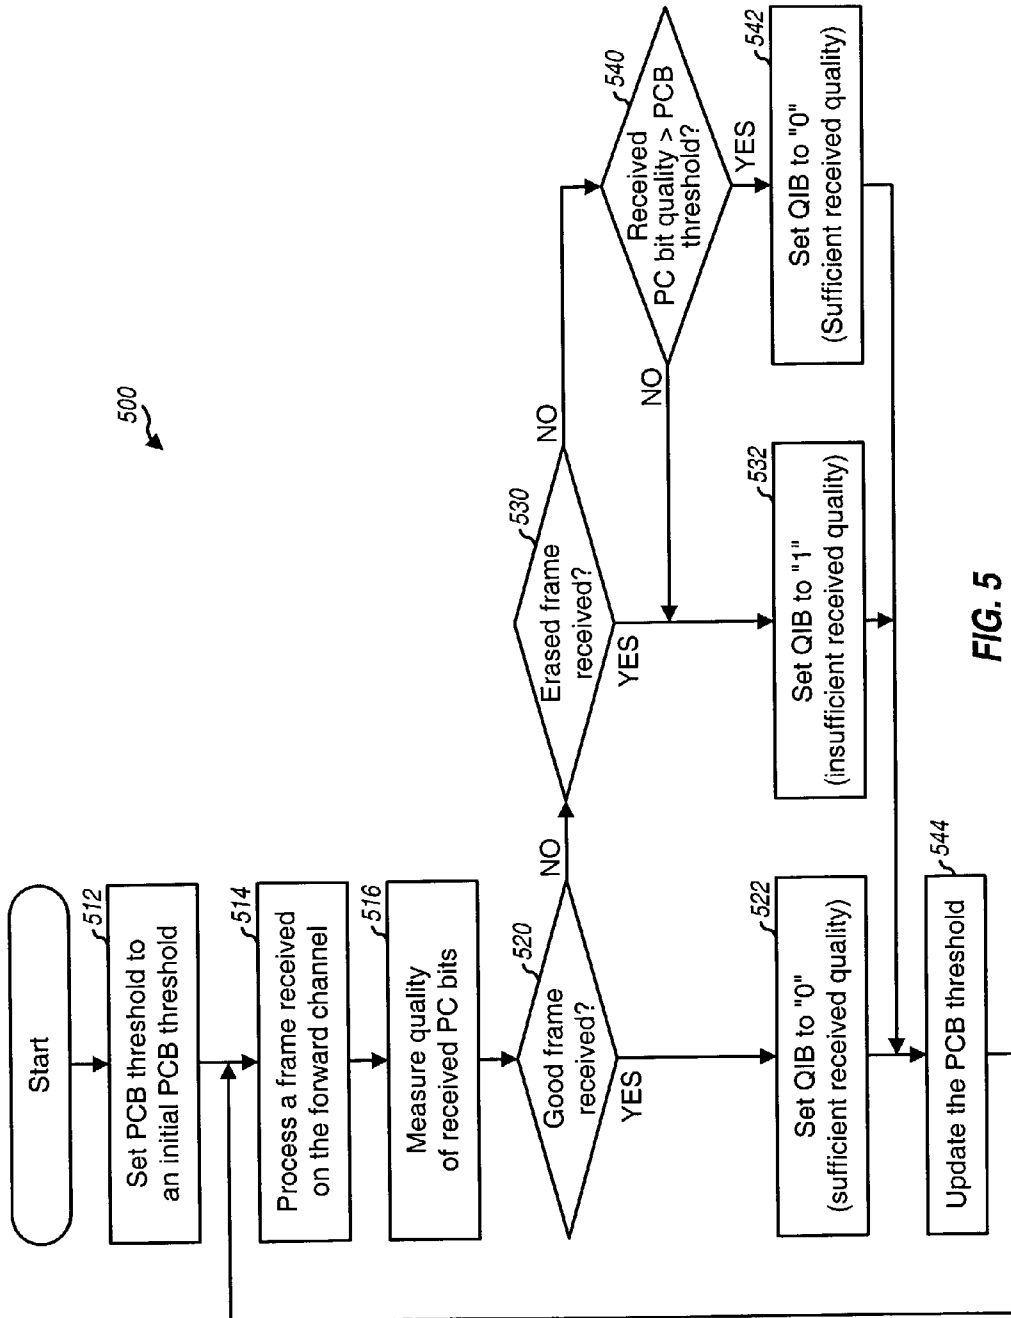 500
Start
512
Set PCB threshold to
an initial PCB threshold
514
Process a frame received
on the forward channel
516
Measure quality
of received PC bits
520
Good frame
received?
NO
YES
530
Erased frame
received?
NO
YES
540
Received
PC bit quality > PCB
threshold?
NO
YES
522
Set QIB to "0"
(sufficient received quality)
532
Set QIB to "1"
(insufficient received quality)
542
Set QIB to "0"
(Sufficient received quality)
544
Update the PCB threshold
FIG. 5